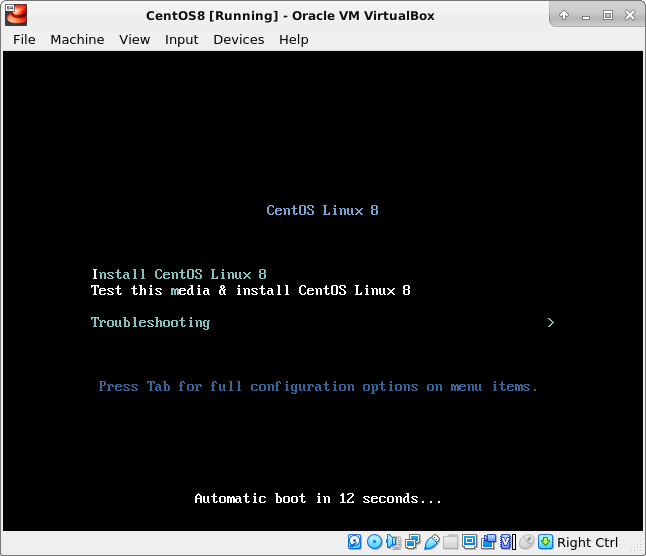 CentOS8 [Running] - Oracle VM VirtualBox
File Machine View Input Devices Help
CentOS Linux 8
Install CentOS Linux 8
Test this media & install CentOS Linux 8
Troubleshooting >
Press Tab for full configuration options on menu items.
Automatic boot in 12 seconds...
Right Ctrl